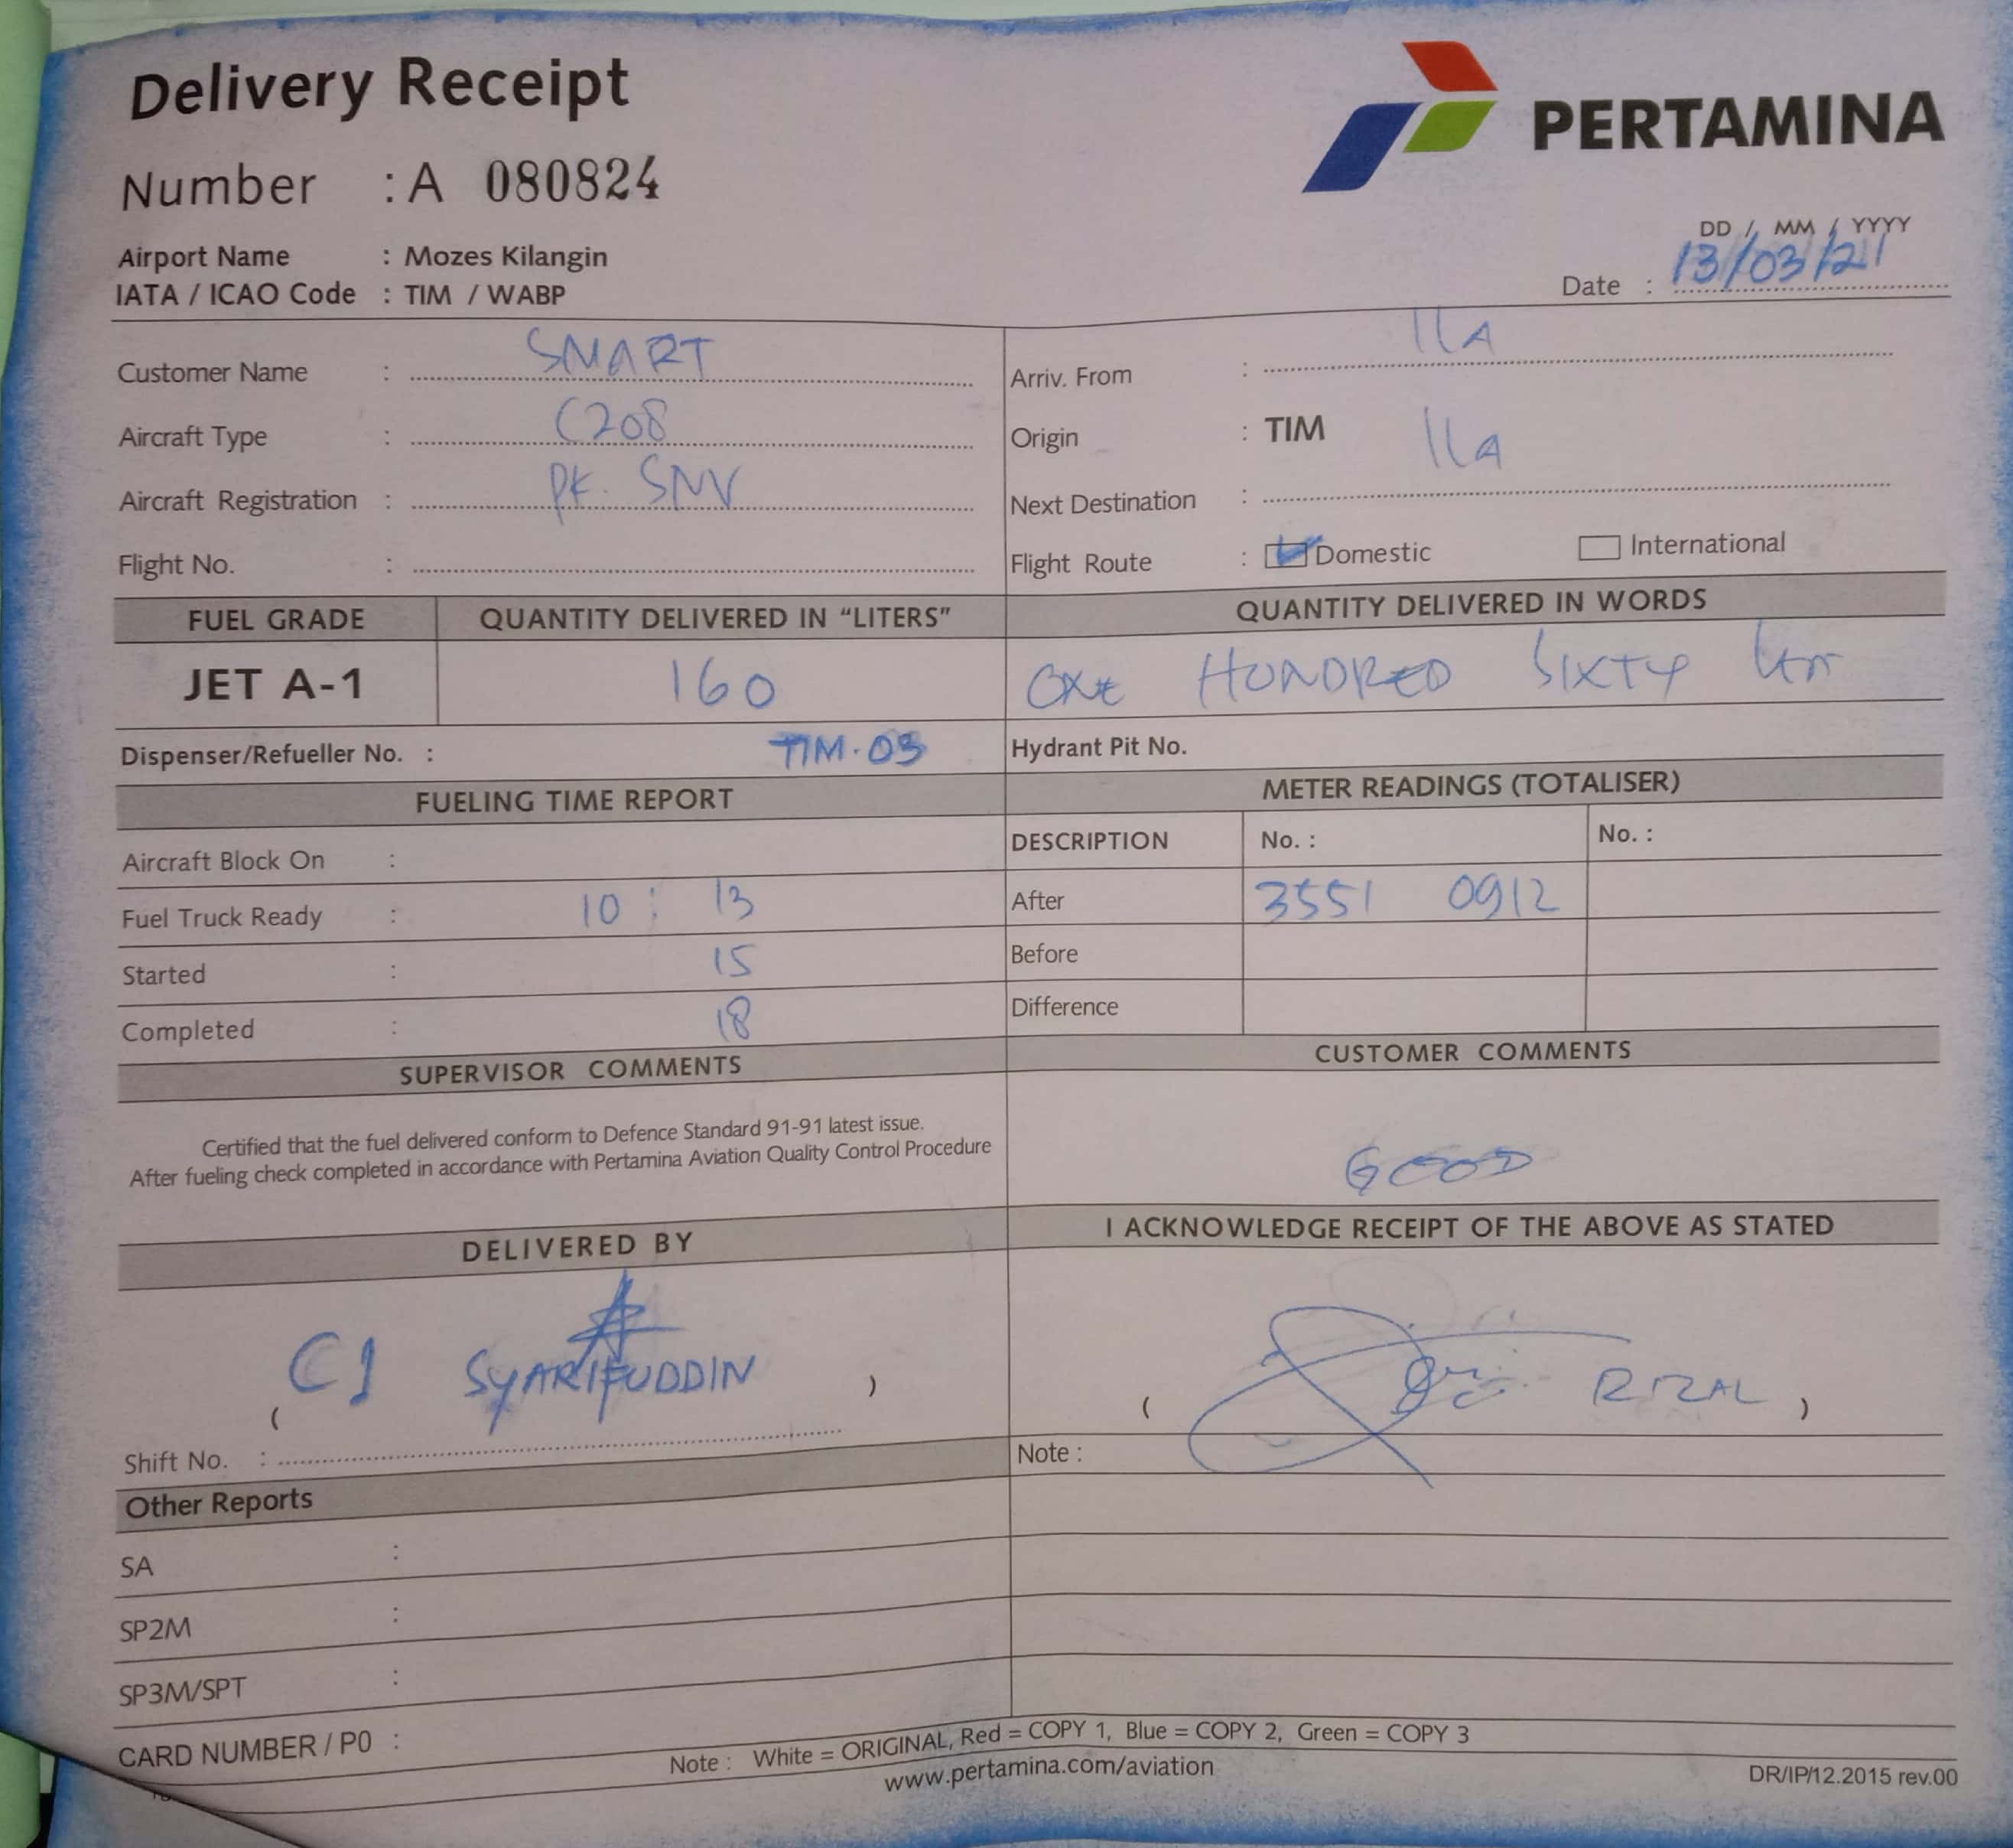 Delivery Receipt
PERTAMINA
Number : A 080824
Airport Name : Mozes Kilangin
DD / MM / YYYY
IATA / ICAO Code : TIM / WABP
Date : 13/03/21
Customer Name : SMART
Arriv. From : ILA
Aircraft Type : C208
Origin : TIM ILA
Aircraft Registration : PK. SNV
Next Destination :
Flight No. :
Flight Route : Domestic International
FUEL GRADE QUANTITY DELIVERED IN “LITERS” QUANTITY DELIVERED IN WORDS
JET A-1 160 ONE HUNDRED SIXTY
Dispenser/Refueller No. : TIM.03 Hydrant Pit No.
FUELING TIME REPORT METER READINGS (TOTALISER)
Aircraft Block On :
DESCRIPTION No. : No. :
Fuel Truck Ready : 10 : 13
After 3551 0912
Started : 15
Before
Completed : 18
Difference
SUPERVISOR COMMENTS CUSTOMER COMMENTS
Certified that the fuel delivered conform to Defence Standard 91-91 latest issue.
After fueling check completed in accordance with Pertamina Aviation Quality Control Procedure
GOOD
DELIVERED BY I ACKNOWLEDGE RECEIPT OF THE ABOVE AS STATED
( SYARIFUDDIN )
( RIZAL )
Shift No. :
Note :
Other Reports
SA :
SP2M :
SP3M/SPT :
CARD NUMBER / P0 :
Note : White = ORIGINAL, Red = COPY 1, Blue = COPY 2, Green = COPY 3
www.pertamina.com/aviation
DR/IP/12.2015 rev.00